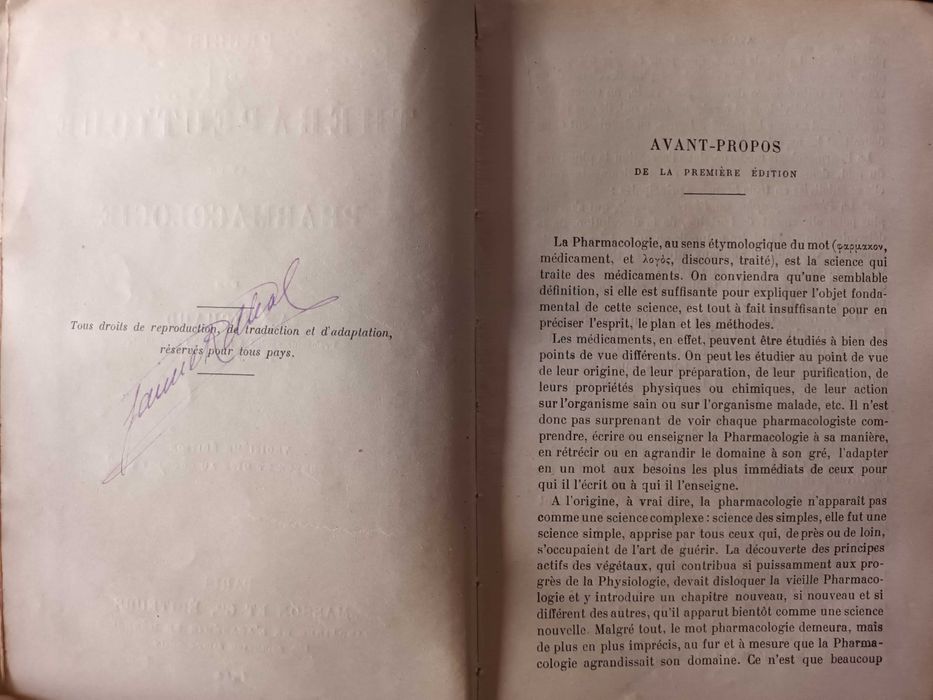 Tous droits de reproduction, de traduction et d'adaptation,
réservés pour tous pays.
AVANT-PROPOS
DE LA PREMIÈRE ÉDITION
La Pharmacologie, au sens étymologique du mot (φαρμακον,
médicament, et λογὸς, discours, traité), est la science qui
traite des médicaments. On conviendra qu'une semblable
définition, si elle est suffisante pour expliquer l'objet fonda-
mental de cette science, est tout à fait insuffisante pour en
préciser l'esprit, le plan et les méthodes.
Les médicaments, en effet, peuvent être étudiés à bien des
points de vue différents. On peut les étudier au point de vue
de leur origine, de leur préparation, de leur purification, de
leurs propriétés physiques ou chimiques, de leur action
sur l'organisme sain ou sur l'organisme malade, etc. Il n'est
donc pas surprenant de voir chaque pharmacologiste com-
prendre, écrire ou enseigner la Pharmacologie à sa manière,
en rétrécir ou en agrandir le domaine à son gré, l'adapter
en un mot aux besoins les plus immédiats de ceux pour
qui il l'écrit ou à qui il l'enseigne.
A l'origine, à vrai dire, la pharmacologie n'apparaît pas
comme une science complexe : science des simples, elle fut une
science simple, apprise par tous ceux qui, de près ou de loin,
s'occupaient de l'art de guérir. La découverte des principes
actifs des végétaux, qui contribua si puissamment aux pro-
grès de la Physiologie, devait disloquer la vieille Pharmaco-
logie et y introduire un chapitre nouveau, si nouveau et si
différent des autres, qu'il apparut bientôt comme une science
nouvelle. Malgré tout, le mot pharmacologie demeura, mais
de plus en plus imprécis, au fur et à mesure que la Pharma-
cologie agrandissait son domaine. Ce n'est que beaucoup